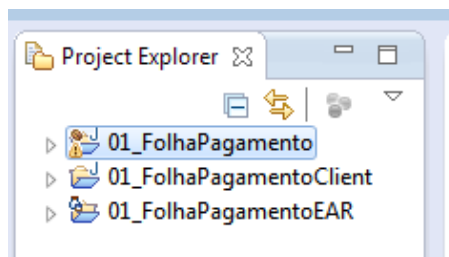 Project Explorer
01_FolhaPagamento
01_FolhaPagamentoClient
01_FolhaPagamentoEAR